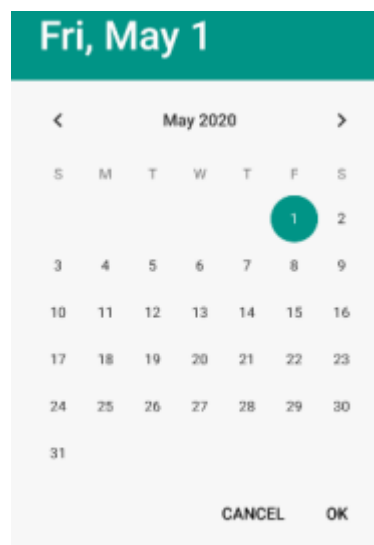 Fri, May 1
< May 2020 >
S M T W T F S
1 2
3 4 5 6 7 8 9
10 11 12 13 14 15 16
17 18 19 20 21 22 23
24 25 26 27 28 29 30
31
CANCEL OK